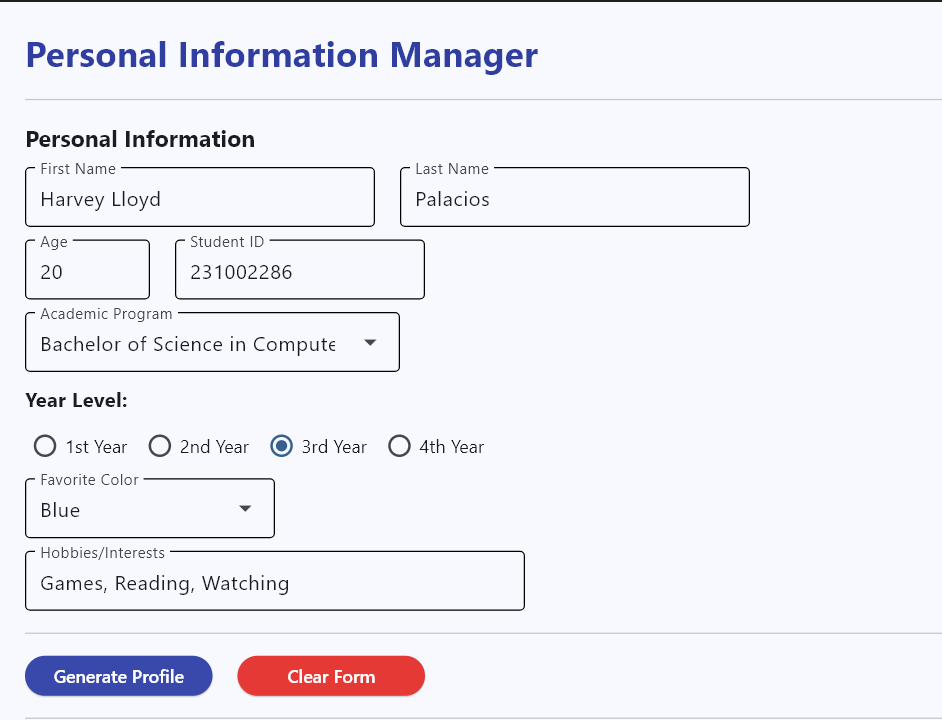 Personal Information Manager
Personal Information
First Name Last Name
Harvey Lloyd Palacios
Age Student ID
20 231002286
Academic Program
Bachelor of Science in Compute
Year Level:
1st Year 2nd Year 3rd Year 4th Year
Favorite Color
Blue
Hobbies/Interests
Games, Reading, Watching
Generate Profile Clear Form